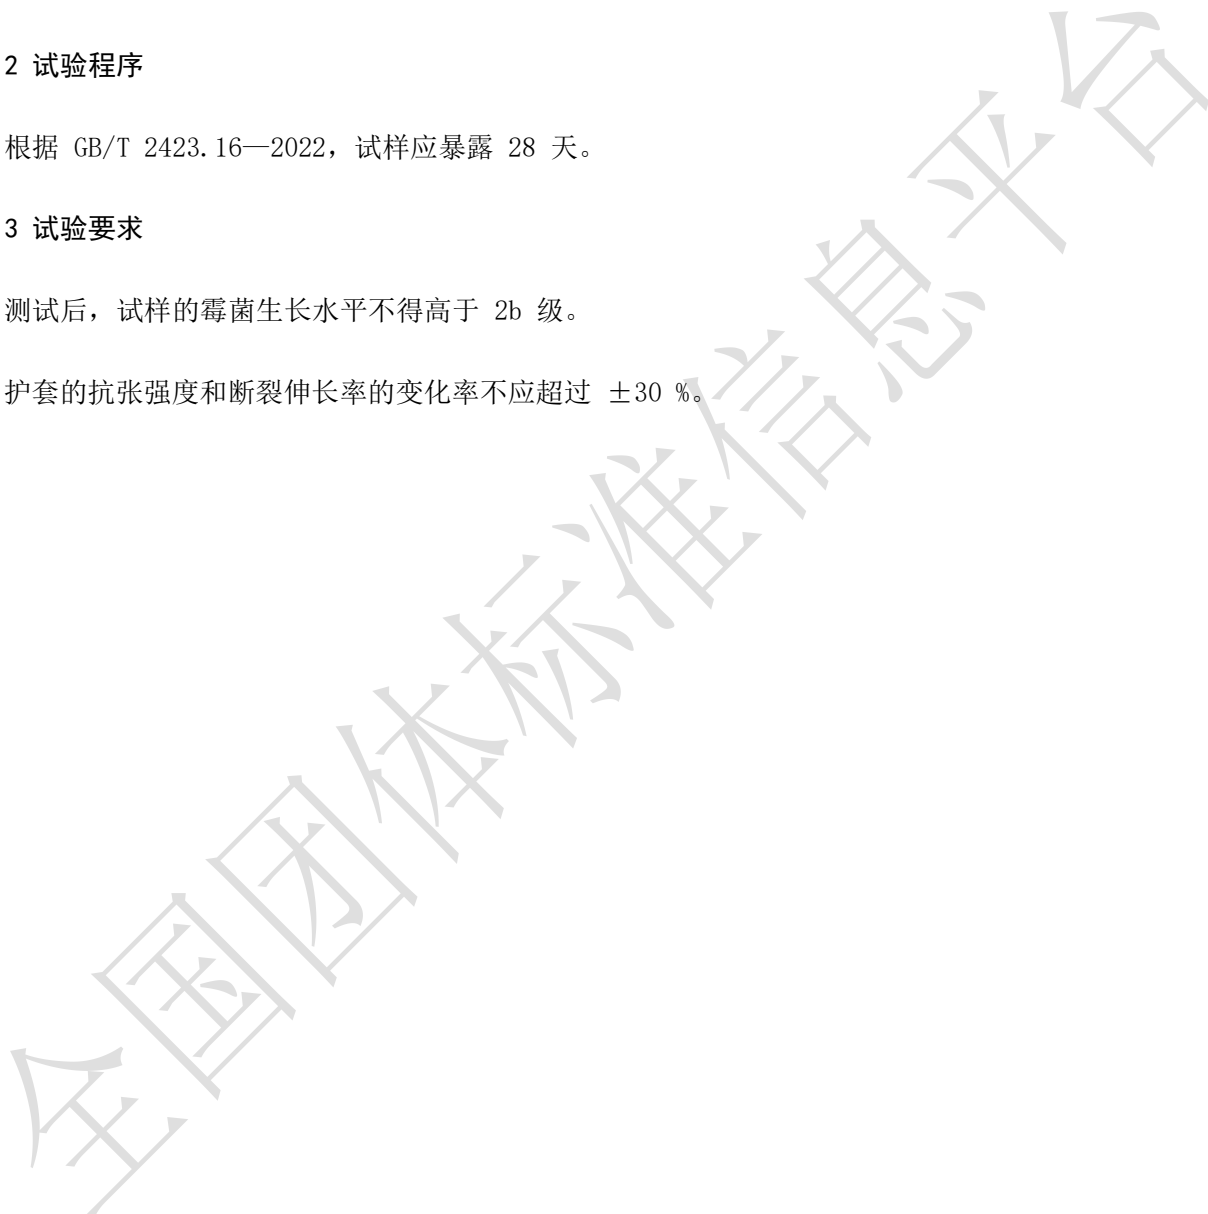 2 试验程序
根据 GB/T 2423.16—2022，试样应暴露 28 天。
3 试验要求
测试后，试样的霉菌生长水平不得高于 2b 级。
护套的抗张强度和断裂伸长率的变化率不应超过 ±30 %。
全国团体标准信息平台